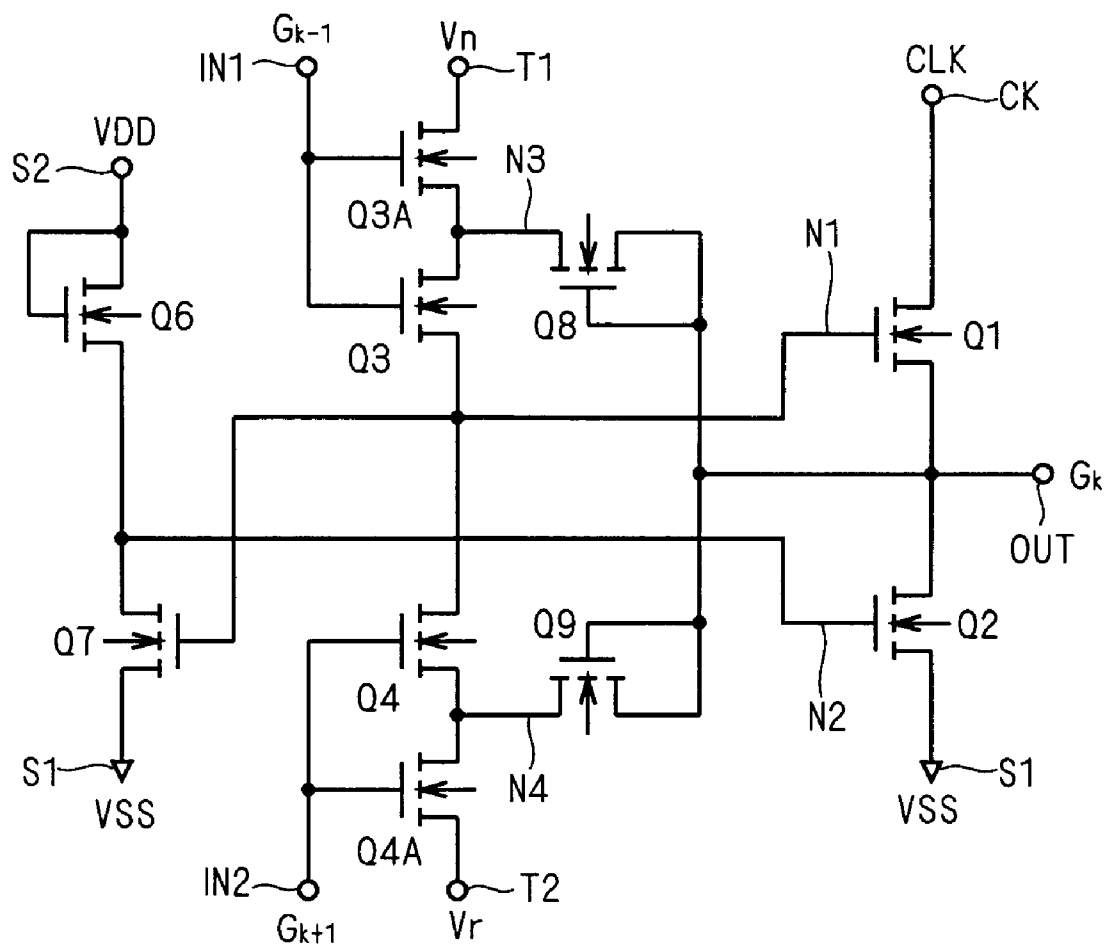 Gk-1
Vn
IN1
T1
CLK
CK
VDD
S2
N3
Q3A
N1
Q6
Q8
Q1
Q3
Gk
OUT
Q9
Q7
Q2
Q4
N2
S1
N4
S1
VSS
VSS
Q4A
IN2
T2
Gk+1
Vr